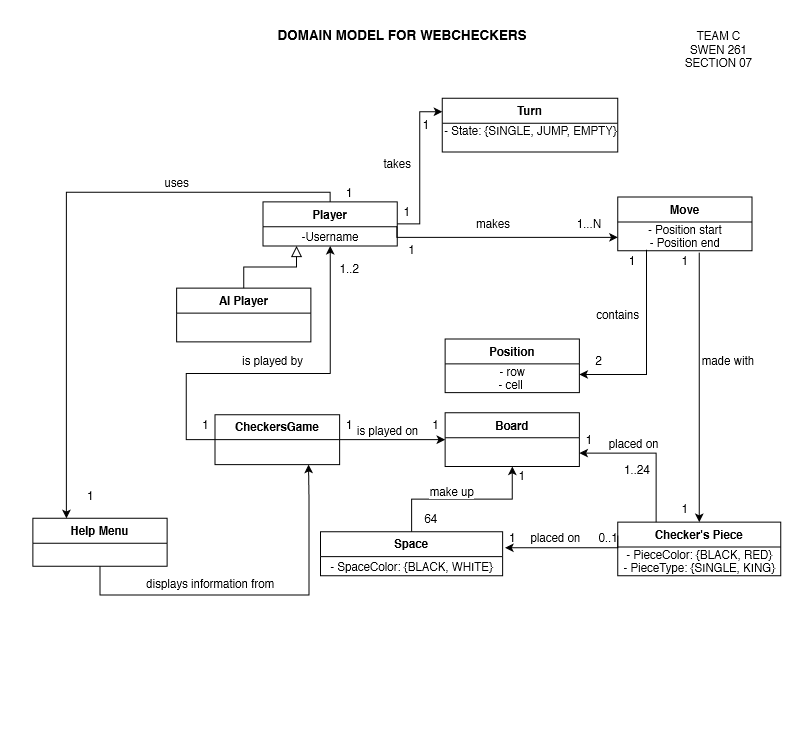 DOMAIN MODEL FOR WEBCHECKERS
TEAM C
SWEN 261
SECTION 07
Turn
- State: {SINGLE, JUMP, EMPTY}
1
takes
uses
1
Player
-Username
1
makes
1...N
1
Move
- Position start
- Position end
1
1
1..2
AI Player
contains
Position
- row
- cell
2
made with
is played by
1
CheckersGame
1
is played on
1
Board
1
placed on
1..24
make up
1
64
1
Help Menu
1
Space
- SpaceColor: {BLACK, WHITE}
1
placed on
0..1
Checker's Piece
- PieceColor: {BLACK, RED}
- PieceType: {SINGLE, KING}
displays information from